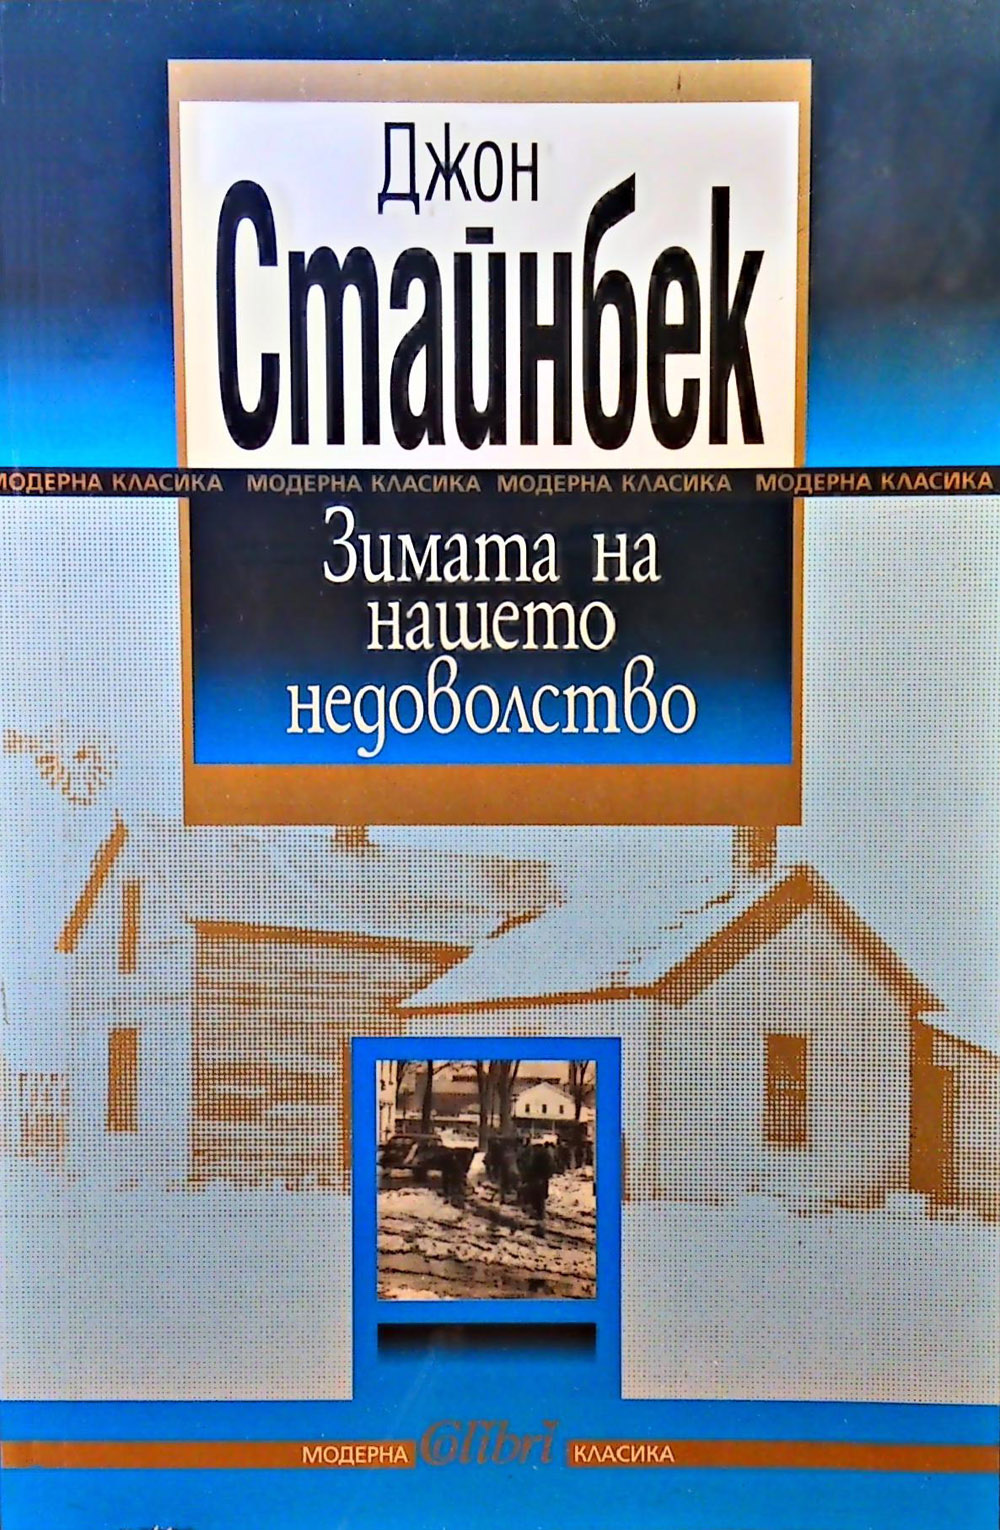 Джон
Стайнбек
МОДЕРНА КЛАСИКА МОДЕРНА КЛАСИКА МОДЕРНА КЛАСИКА МОДЕРНА КЛАСИКА
Зимата на
нашето
недоволство
МОДЕРНА Colibri КЛАСИКА